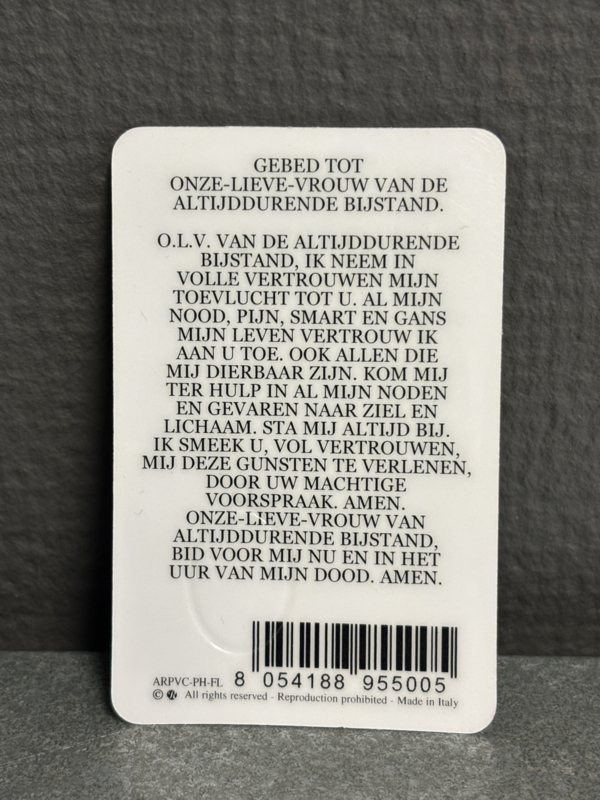 GEBED TOT
ONZE-LIEVE-VROUW VAN DE
ALTIJDDURENDE BIJSTAND.
O.L.V. VAN DE ALTIJDDURENDE
BIJSTAND, IK NEEM IN
VOLLE VERTROUWEN MIJN
TOEVLUCHT TOT U. AL MIJN
NOOD, PIJN, SMART EN GANS
MIJN LEVEN VERTROUW IK
AAN U TOE. OOK ALLEN DIE
MIJ DIERBAAR ZIJN. KOM MIJ
TER HULP IN AL MIJN NODEN
EN GEVAREN NAAR ZIEL EN
LICHAAM. STA MIJ ALTIJD BIJ.
IK SMEEK U, VOL VERTROUWEN,
MIJ DEZE GUNSTEN TE VERLENEN,
DOOR UW MACHTIGE
VOORSPRAAK. AMEN.
ONZE-LIEVE-VROUW VAN
ALTIJDDURENDE BIJSTAND,
BID VOOR MIJ NU EN IN HET
UUR VAN MIJN DOOD. AMEN.
ARPVC-PH-FL 8 054188 955005
© All rights reserved - Reproduction prohibited - Made in Italy